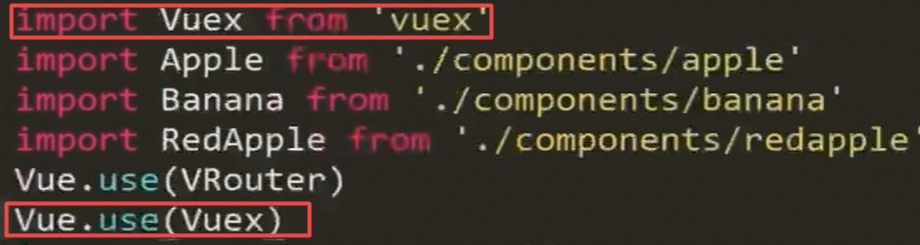 import Vuex from 'vuex'
import Apple from './components/apple'
import Banana from './components/banana'
import RedApple from './components/redapple
Vue.use(VRouter)
Vue.use(Vuex)